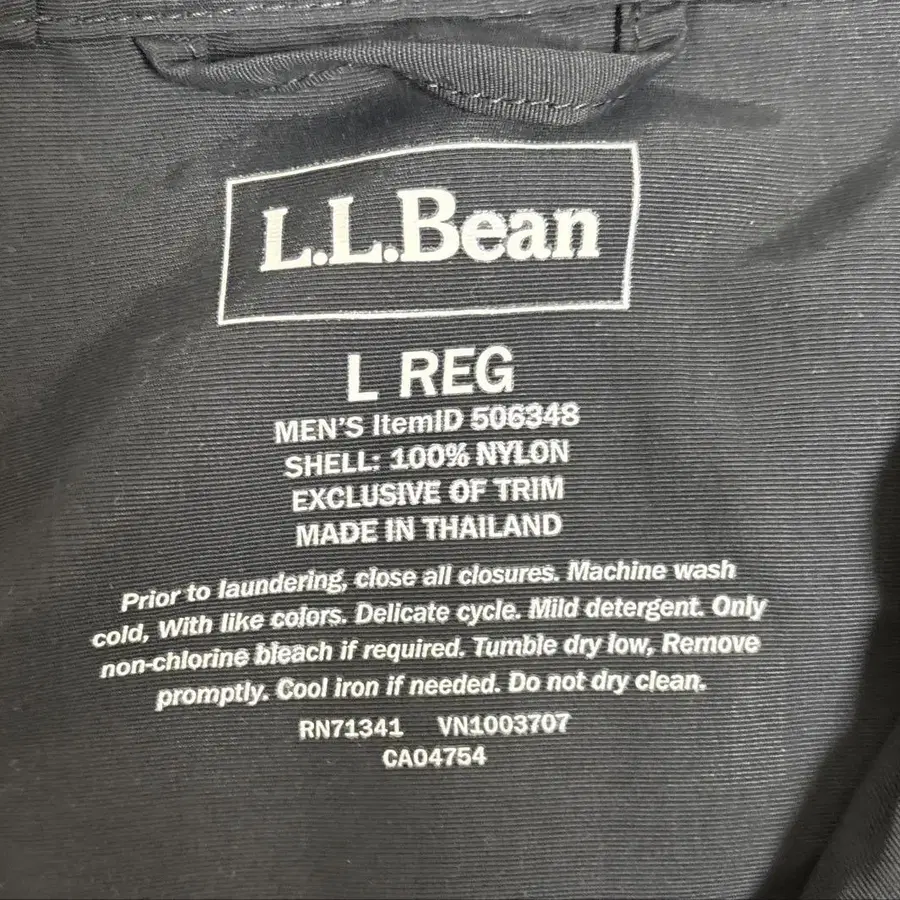 L.L.Bean
L REG
MEN'S ItemID 506348
SHELL: 100% NYLON
EXCLUSIVE OF TRIM
MADE IN THAILAND
Prior to laundering, close all closures. Machine wash
cold, With like colors. Delicate cycle. Mild detergent. Only
non-chlorine bleach if required. Tumble dry low, Remove
promptly. Cool iron if needed. Do not dry clean.
RN71341 VN1003707
CA04754